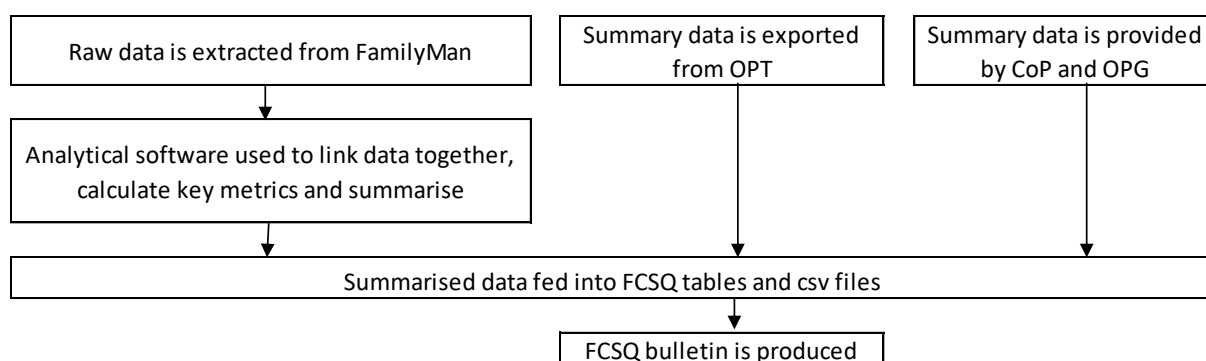 Raw data is extracted from FamilyMan
Summary data is exported
from OPT
Summary data is provided
by CoP and OPG
Analytical software used to link data together,
calculate key metrics and summarise
Summarised data fed into FCSQ tables and csv files
FCSQ bulletin is produced